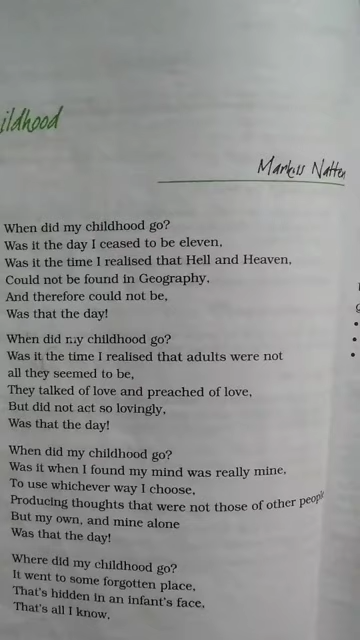 ildhood
Markus Natten
When did my childhood go?
Was it the day I ceased to be eleven,
Was it the time I realised that Hell and Heaven,
Could not be found in Geography,
And therefore could not be,
Was that the day!
When did my childhood go?
Was it the time I realised that adults were not
all they seemed to be,
They talked of love and preached of love,
But did not act so lovingly,
Was that the day!
When did my childhood go?
Was it when I found my mind was really mine,
To use whichever way I choose,
Producing thoughts that were not those of other people
But my own, and mine alone
Was that the day!
Where did my childhood go?
It went to some forgotten place,
That's hidden in an infant's face,
That's all I know,